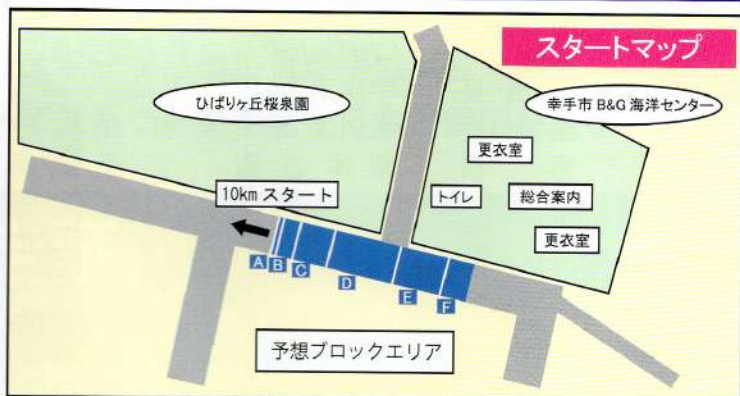 スタートマップ
ひばりヶ丘桜泉園
幸手市 B&G 海洋センター
更衣室
10km スタート
トイレ
総合案内
更衣室
A
B
C
D
E
F
予想ブロックエリア